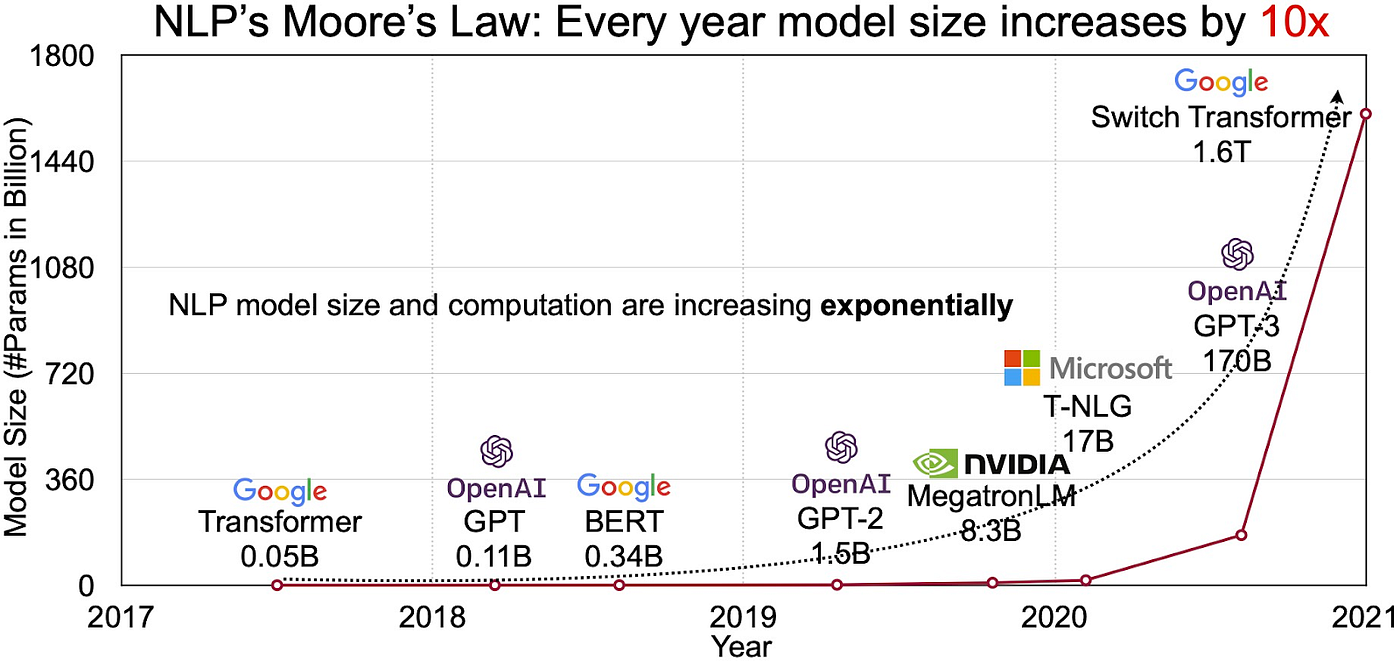 NLP's Moore's Law: Every year model size increases by 10x
Model Size (#Params in Billion)
1800
1440
1080
720
360
0
Google
Switch Transformer
1.6T
OpenAI
GPT-3
170B
NLP model size and computation are increasing exponentially
Microsoft
T-NLG
17B
NVIDIA
MegatronLM
8.3B
OpenAI
GPT-2
1.5B
Google
BERT
0.34B
OpenAI
GPT
0.11B
Google
Transformer
0.05B
2017
2018
2019
2020
2021
Year